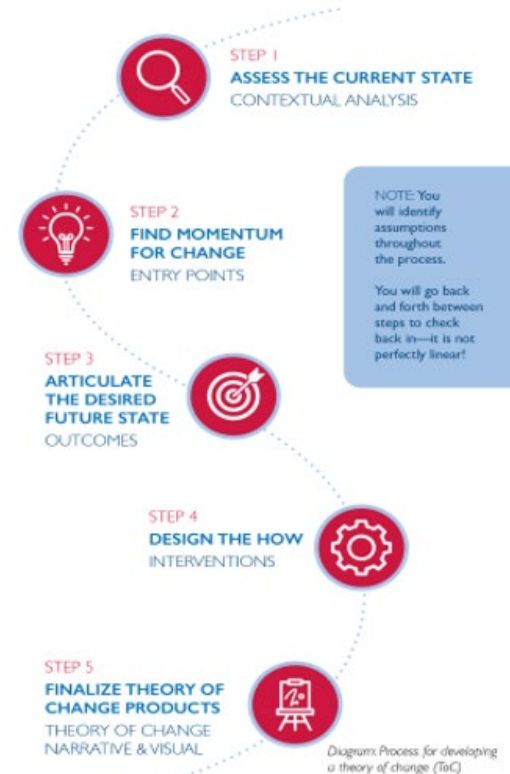 STEP 1
ASSESS THE CURRENT STATE
CONTEXTUAL ANALYSIS
STEP 2
FIND MOMENTUM
FOR CHANGE
ENTRY POINTS
NOTE: You
will identify
assumptions
throughout
the process.
You will go back
and forth between
steps to check
back in—it is not
perfectly linear!
STEP 3
ARTICULATE
THE DESIRED
FUTURE STATE
OUTCOMES
STEP 4
DESIGN THE HOW
INTERVENTIONS
STEP 5
FINALIZE THEORY OF
CHANGE PRODUCTS
THEORY OF CHANGE
NARRATIVE & VISUAL
Diagram: Process for developing
a theory of change (ToC)